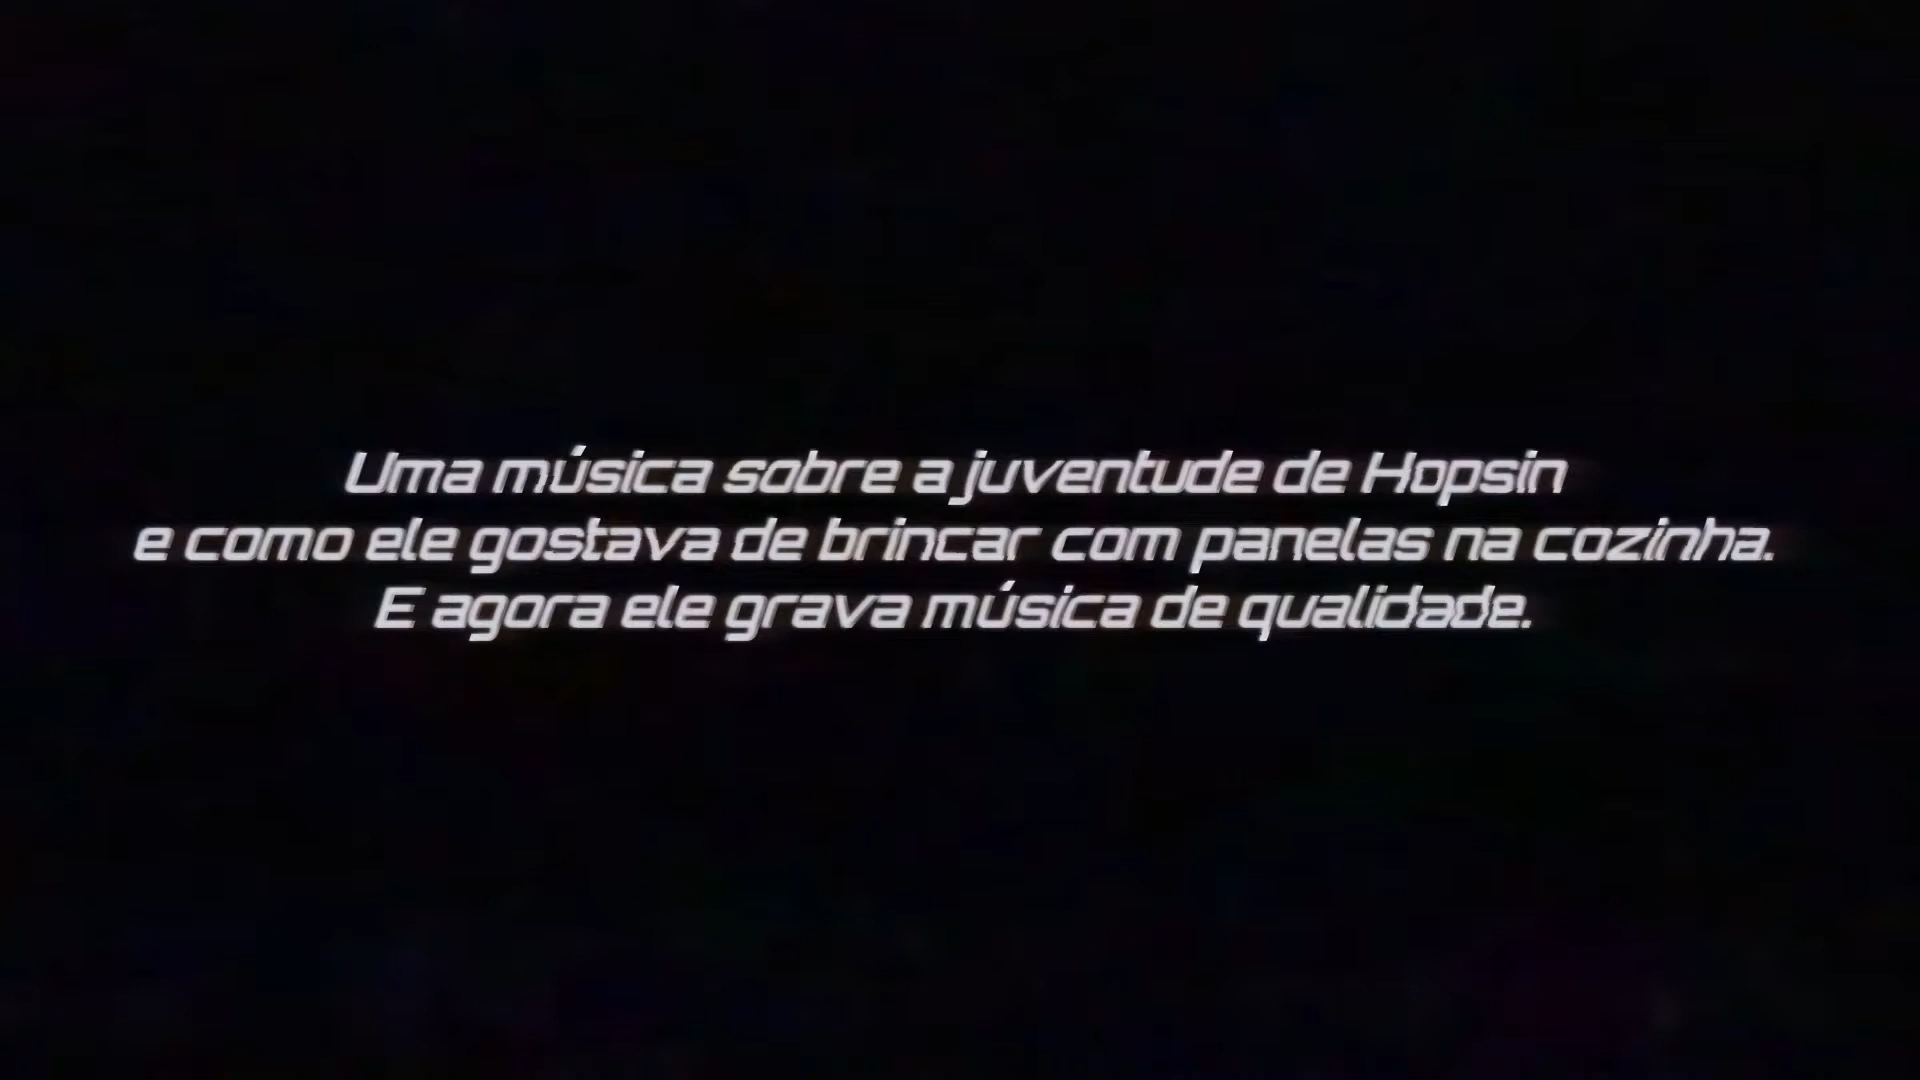 Uma música sobre a juventude de Hopsin
e como ele gostava de brincar com panelas na cozinha.
E agora ele grava música de qualidade.